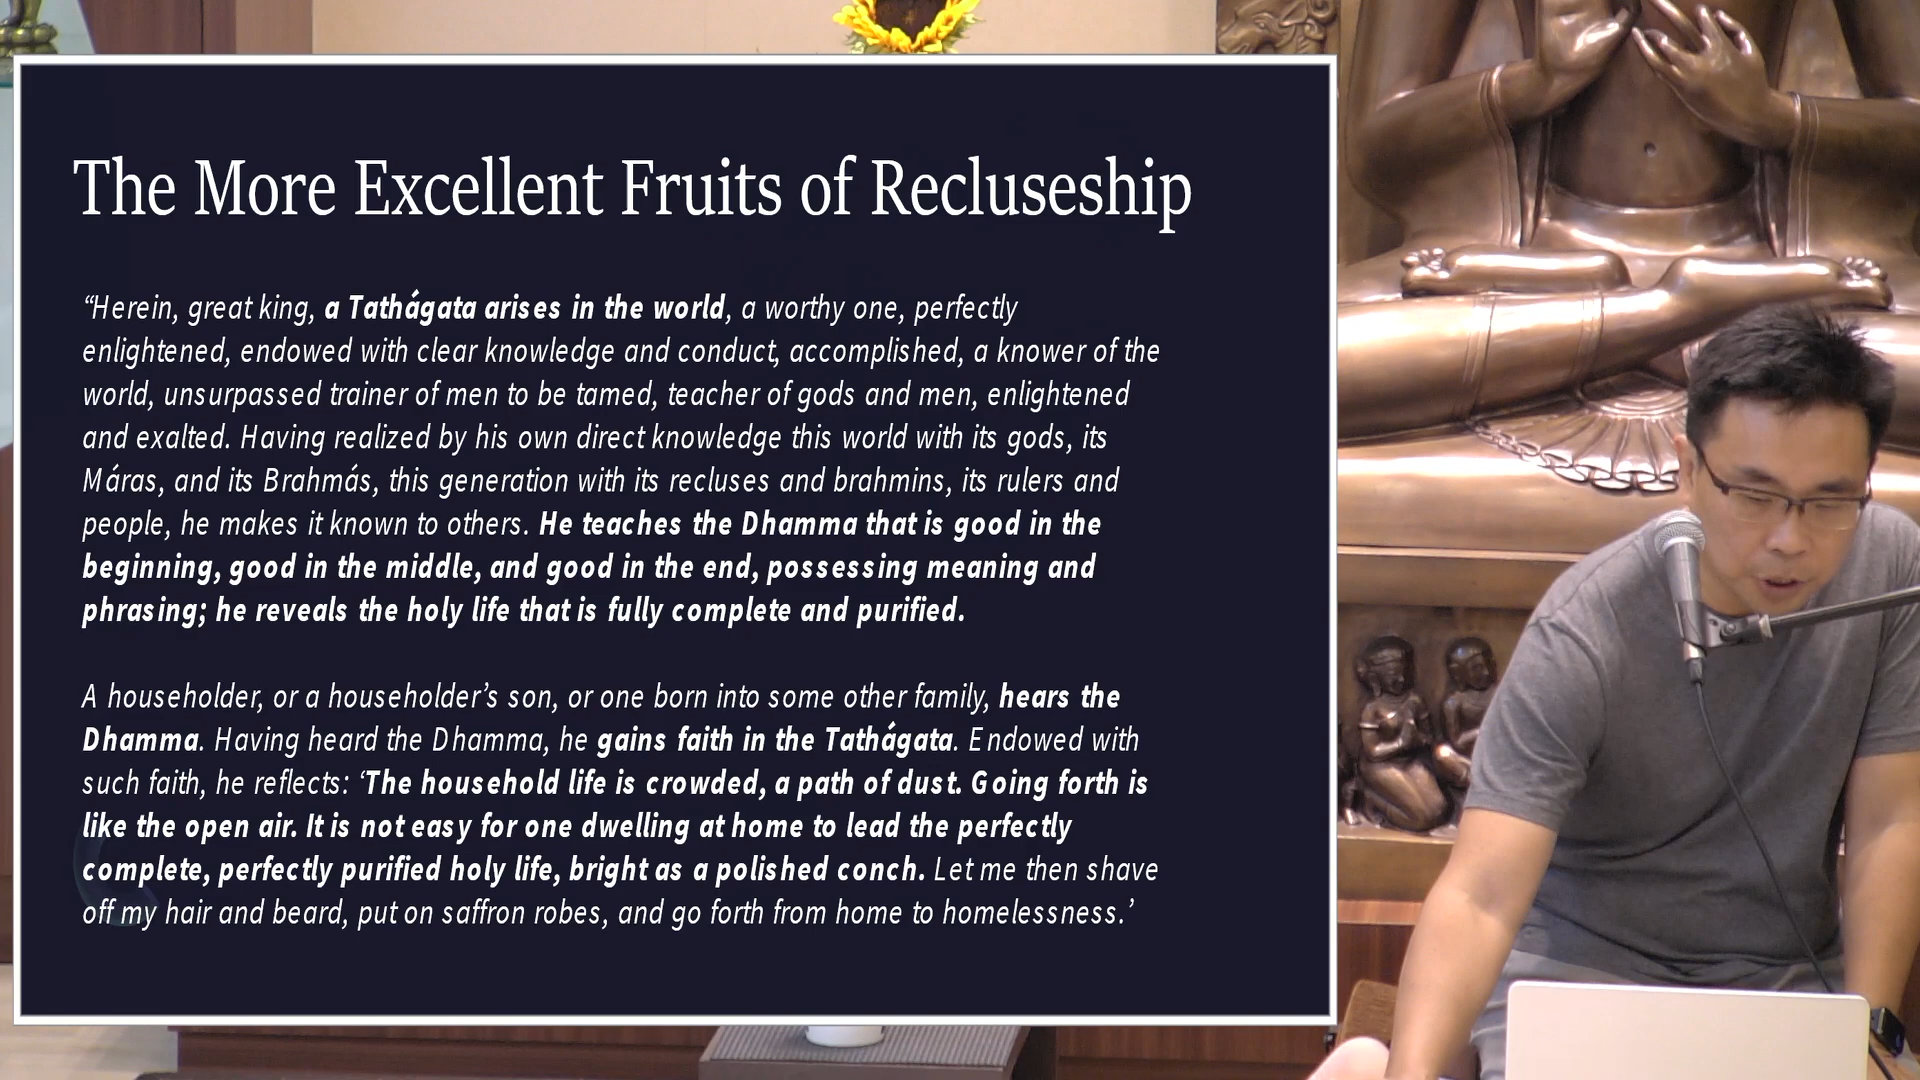 The More Excellent Fruits of Recluseship
“Herein, great king, a Tathágata arises in the world, a worthy one, perfectly
enlightened, endowed with clear knowledge and conduct, accomplished, a knower of the
world, unsurpassed trainer of men to be tamed, teacher of gods and men, enlightened
and exalted. Having realized by his own direct knowledge this world with its gods, its
Máras, and its Brahmás, this generation with its recluses and brahmins, its rulers and
people, he makes it known to others. He teaches the Dhamma that is good in the
beginning, good in the middle, and good in the end, possessing meaning and
phrasing; he reveals the holy life that is fully complete and purified.
A householder, or a householder’s son, or one born into some other family, hears the
Dhamma. Having heard the Dhamma, he gains faith in the Tathágata. Endowed with
such faith, he reflects: ‘The household life is crowded, a path of dust. Going forth is
like the open air. It is not easy for one dwelling at home to lead the perfectly
complete, perfectly purified holy life, bright as a polished conch. Let me then shave
off my hair and beard, put on saffron robes, and go forth from home to homelessness.’